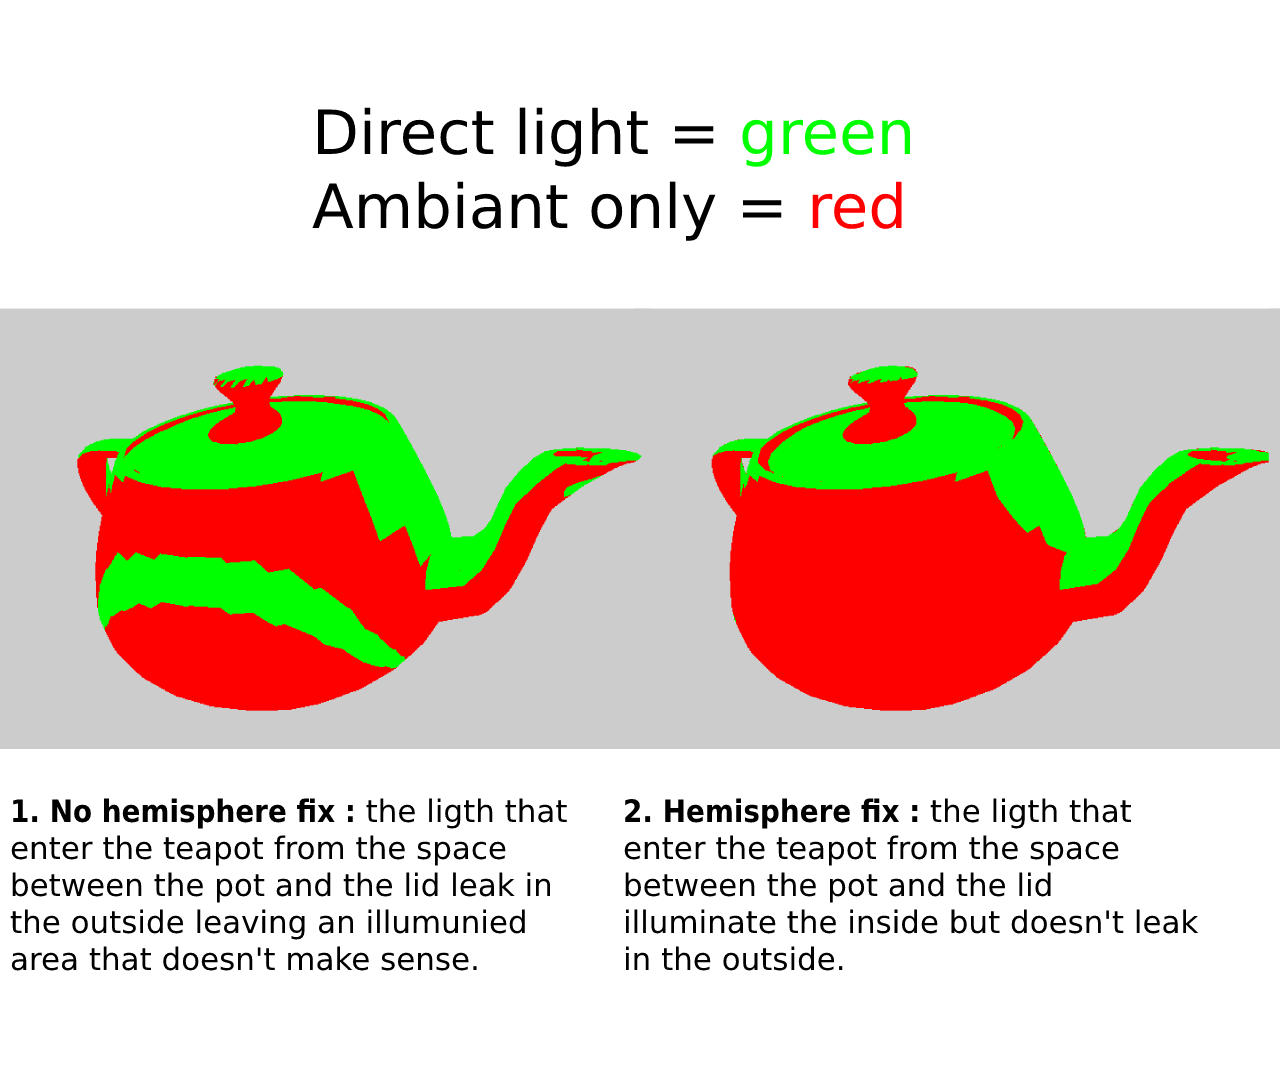 Direct light = green
Ambiant only = red
1. No hemisphere fix : the ligth that
enter the teapot from the space
between the pot and the lid leak in
the outside leaving an illumunied
area that doesn't make sense.
2. Hemisphere fix : the ligth that
enter the teapot from the space
between the pot and the lid
illuminate the inside but doesn't leak
in the outside.